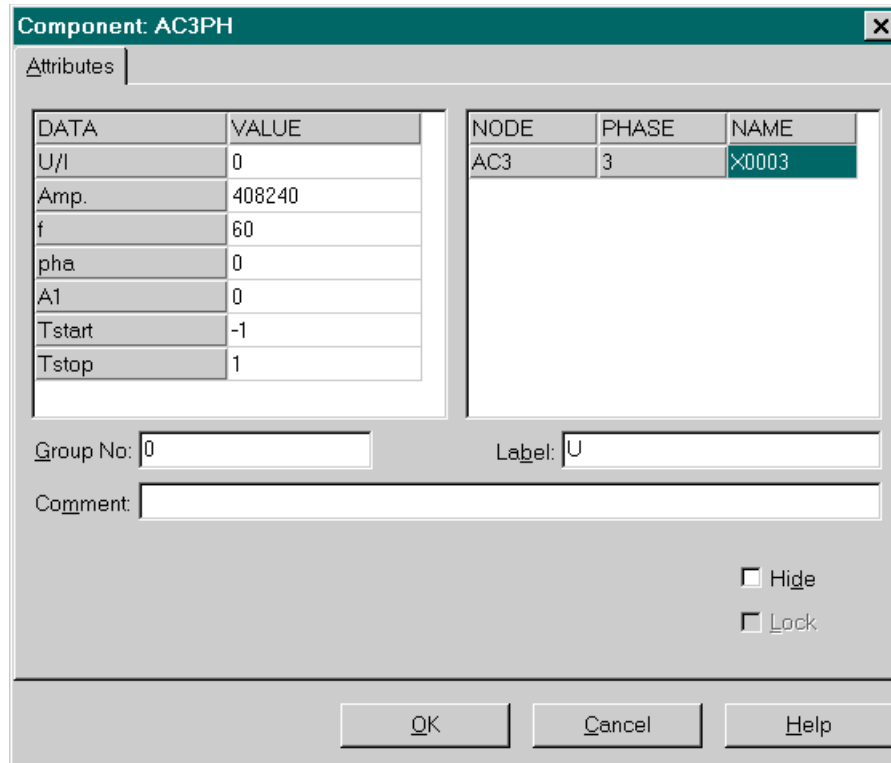 Component: AC3PH
Attributes
DATA VALUE
U/I 0
Amp. 408240
f 60
pha 0
A1 0
Tstart -1
Tstop 1
NODE PHASE NAME
AC3 3 X0003
Group No: 0
Label: U
Comment:
Hide
Lock
OK Cancel Help